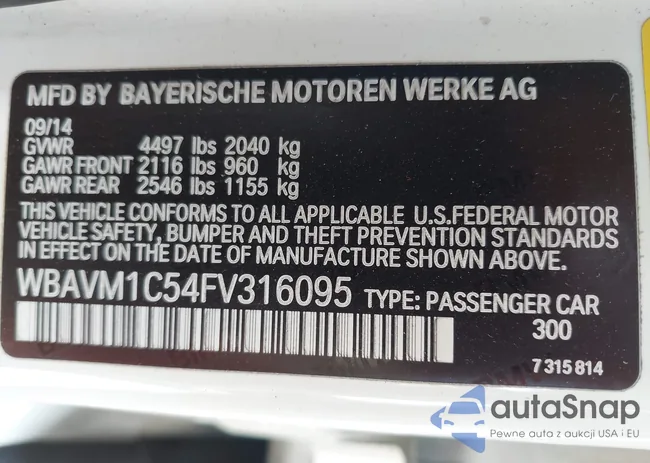 MFD BY BAYERISCHE MOTOREN WERKE AG
09/14
GVWR 4497 lbs 2040 kg
GAWR FRONT 2116 lbs 960 kg
GAWR REAR 2546 lbs 1155 kg
THIS VEHICLE CONFORMS TO ALL APPLICABLE U.S.FEDERAL MOTOR
VEHICLE SAFETY, BUMPER AND THEFT PREVENTION STANDARDS
IN EFFECT ON THE DATE OF MANUFACTURE SHOWN ABOVE.
WBAVM1C54FV316095 TYPE: PASSENGER CAR
300
7315814
autaSnap
Pewne auta z aukcji USA i EU